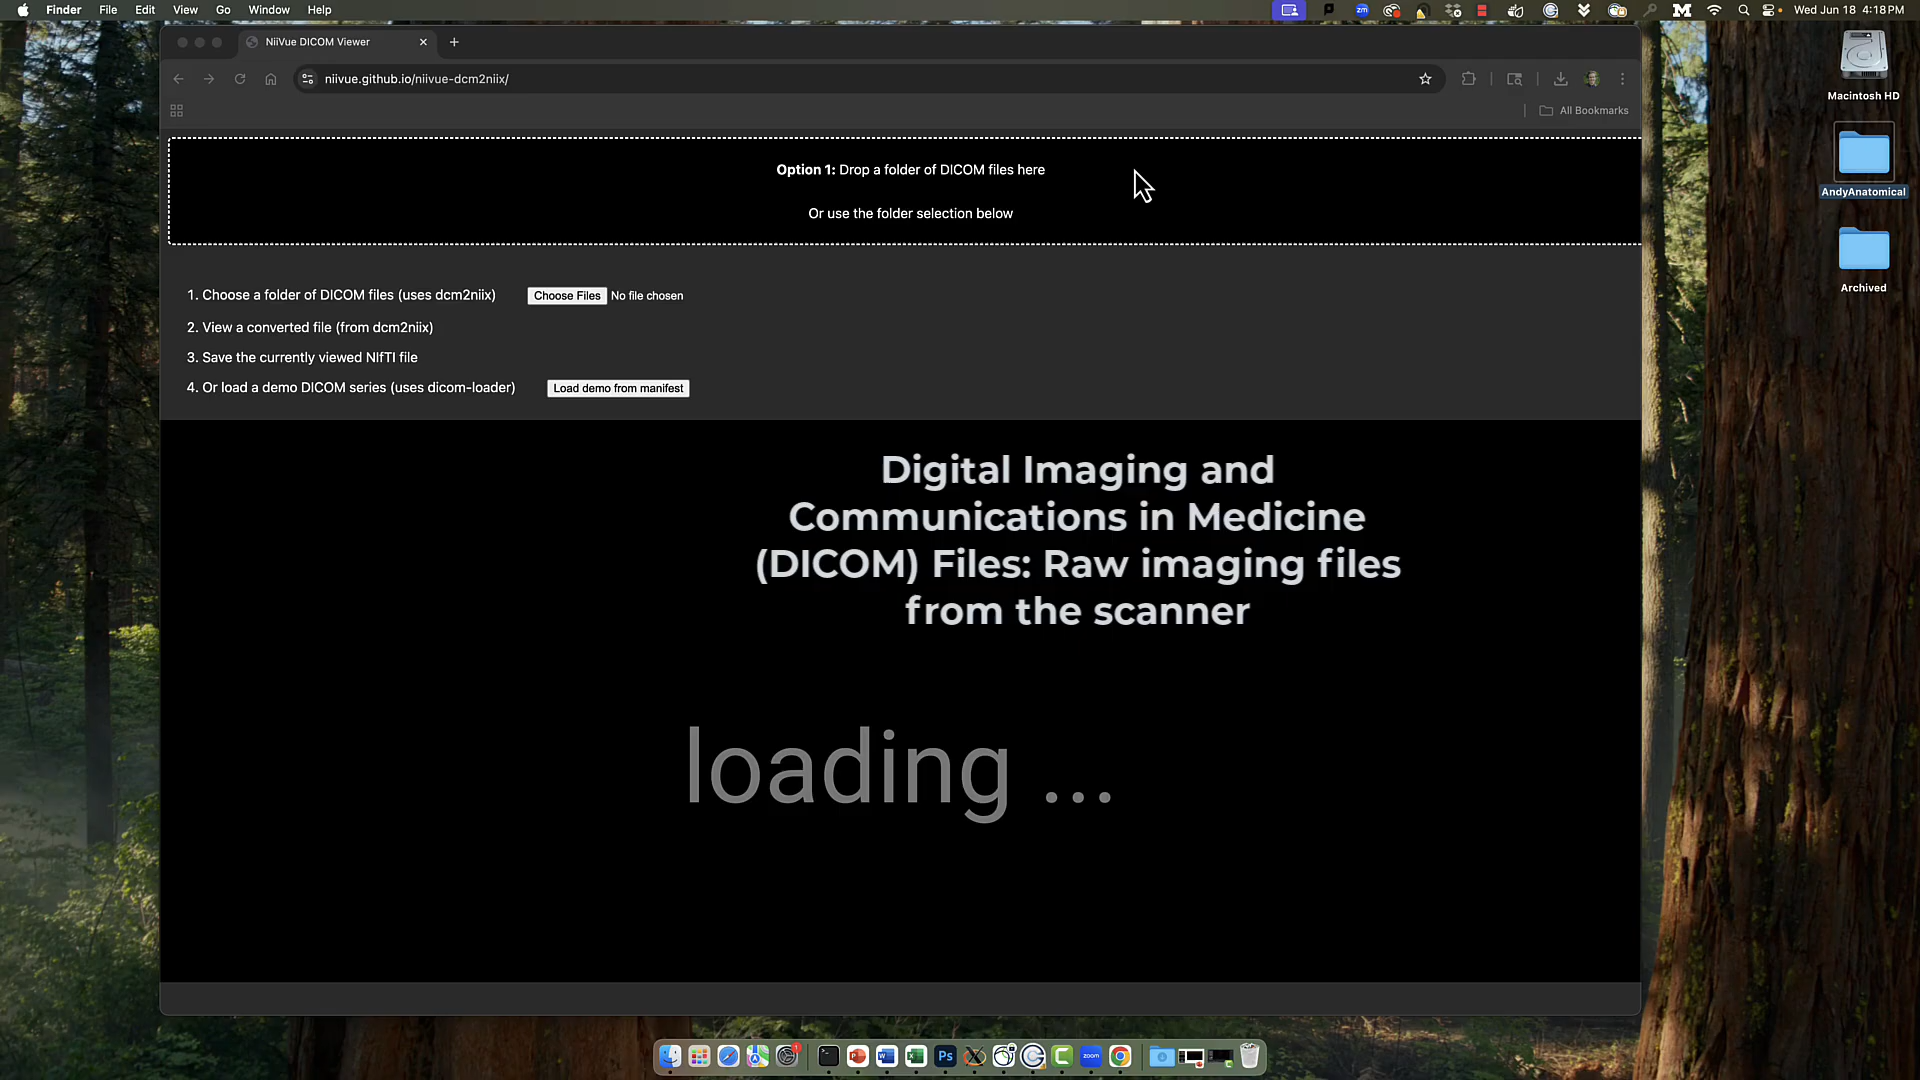 Finder File Edit View Go Window Help
zm
Wed Jun 18 4:18 PM
NiiVue DICOM Viewer
niivue.github.io/niivue-dcm2niix/
All Bookmarks
Macintosh HD
AndyAnatomical
Archived
Option 1: Drop a folder of DICOM files here
Or use the folder selection below
1. Choose a folder of DICOM files (uses dcm2niix) Choose Files No file chosen
2. View a converted file (from dcm2niix)
3. Save the currently viewed NIfTI file
4. Or load a demo DICOM series (uses dicom-loader) Load demo from manifest
Digital Imaging and
Communications in Medicine
(DICOM) Files: Raw imaging files
from the scanner
loading ...
Ps
zoom